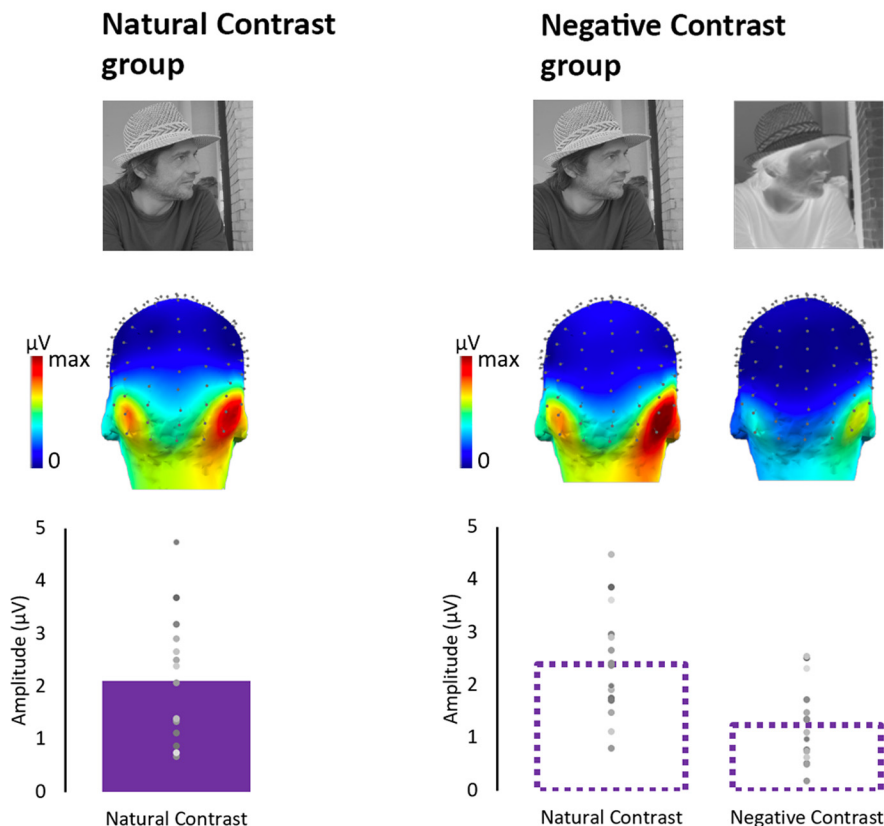 Natural Contrast
group
Negative Contrast
group
μV
max
0
μV
max
0
5
4
3
2
1
0
Amplitude (μV)
Natural Contrast
5
4
3
2
1
0
Amplitude (μV)
Natural Contrast
Negative Contrast